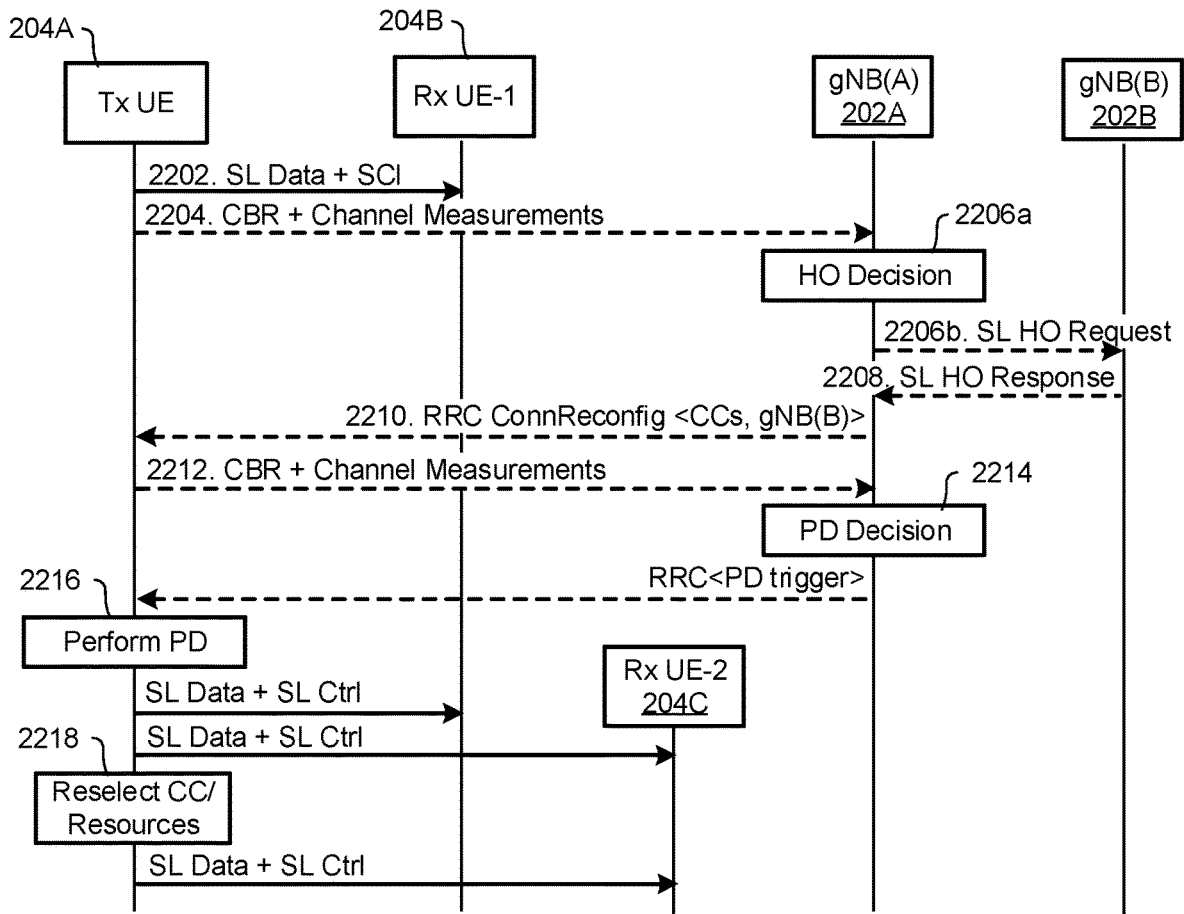 204A
204B
Tx UE
Rx UE-1
gNB(A)
202A
gNB(B)
202B
2202. SL Data + SCI
2204. CBR + Channel Measurements
2206a
HO Decision
2206b. SL HO Request
2208. SL HO Response
2210. RRC ConnReconfig <CCs, gNB(B)>
2212. CBR + Channel Measurements
2214
PD Decision
RRC<PD trigger>
2216
Perform PD
Rx UE-2
204C
SL Data + SL Ctrl
SL Data + SL Ctrl
2218
Reselect CC/
Resources
SL Data + SL Ctrl